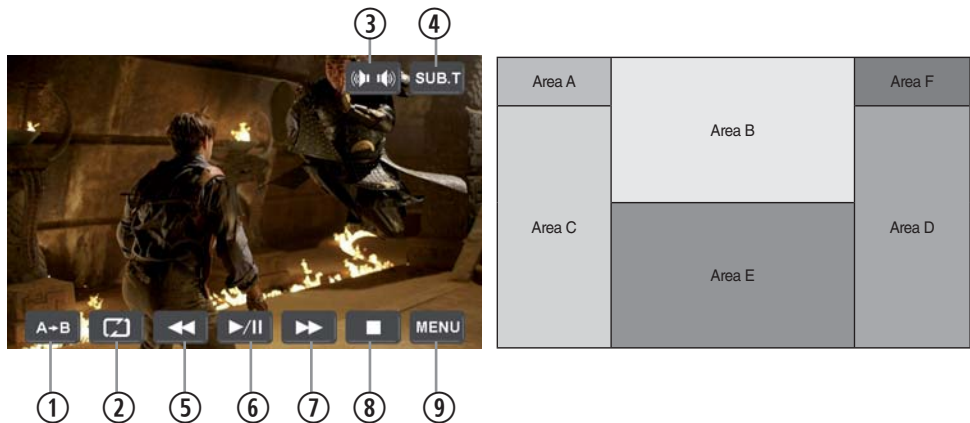 ③ ④
SUB.T
A→B
MENU
① ② ⑤ ⑥ ⑦ ⑧ ⑨
Area A
Area B
Area F
Area C
Area D
Area E